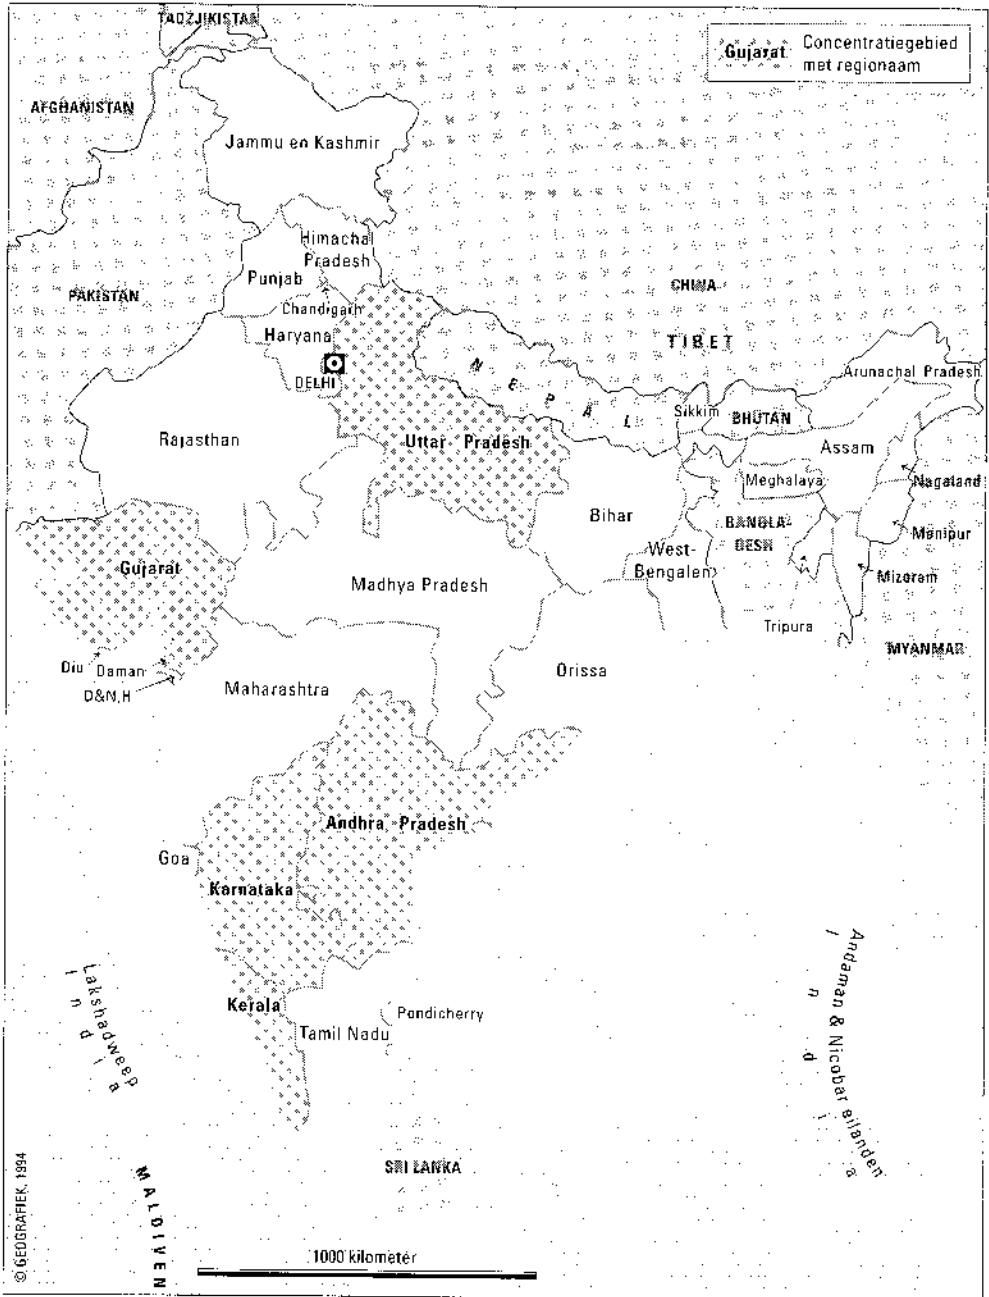 TADZJIKISTAN
Gujarat Concentratiegebied
met regionaam
AFGHANISTAN
Jammu en Kashmir
Himachal
Pradesh
Punjab
PAKISTAN
CHINA
Chandigarh
Haryana
TIBET
NEPAL
Arunachal Pradesh
DELHI
Sikkim
BHUTAN
Rajasthan
Uttar Pradesh
Assam
Meghalaya
Nagaland
Bihar
BANGLA-
DESH
Manipur
West-
Bengalen
Gujarat
Madhya Pradesh
Mizoram
Tripura
MYANMAR
Diu
Daman
Orissa
D&N.H
Maharashtra
Andhra Pradesh
Goa
Karnataka
Lakshadweep
India
Andaman & Nicobar eilanden
India
Kerala
Pondicherry
Tamil Nadu
SRI LANKA
MALDIVEN
© GEOGRAFIEK, 1994
1000 kilometer